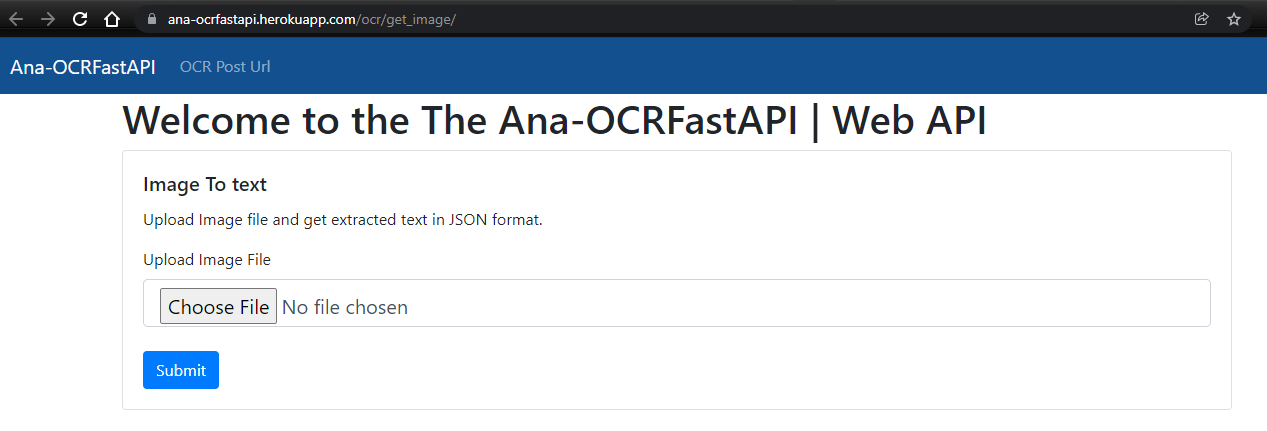 ana-ocrfastapi.herokuapp.com/ocr/get_image/
Ana-OCRFastAPI OCR Post Url
Welcome to the The Ana-OCRFastAPI | Web API
Image To text
Upload Image file and get extracted text in JSON format.
Upload Image File
Choose File No file chosen
Submit